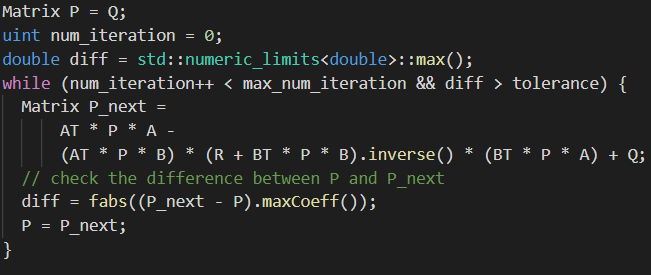 Matrix P = Q;
uint num_iteration = 0;
double diff = std::numeric_limits<double>::max();
while (num_iteration++ < max_num_iteration && diff > tolerance) {
  Matrix P_next =
      AT * P * A -
      (AT * P * B) * (R + BT * P * B).inverse() * (BT * P * A) + Q;
  // check the difference between P and P_next
  diff = fabs((P_next - P).maxCoeff());
  P = P_next;
}